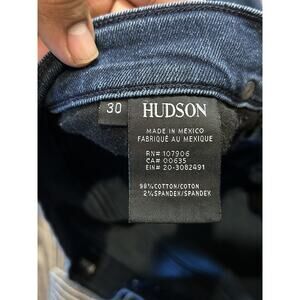 30
HUDSON
MADE IN MEXICO
FABRIQUÉ AU MEXIQUE
RN# 107906
CA# 00635
EIN# 20-3082491
98%COTTON/COTON
2%SPANDEX/SPANDEX